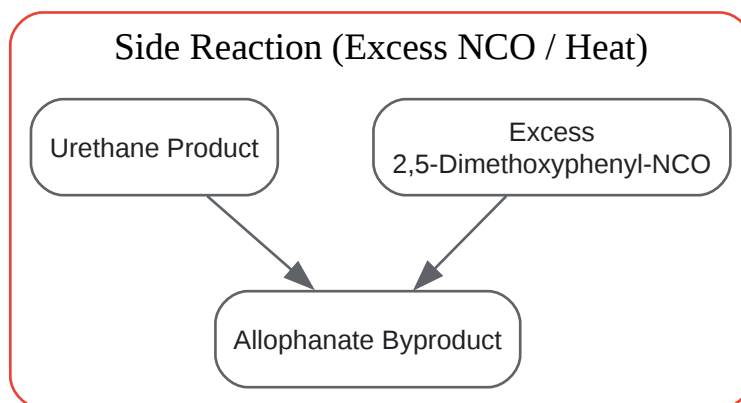 Side Reaction (Excess NCO / Heat)
Urethane Product
Excess
2,5-Dimethoxyphenyl-NCO
Allophanate Byproduct